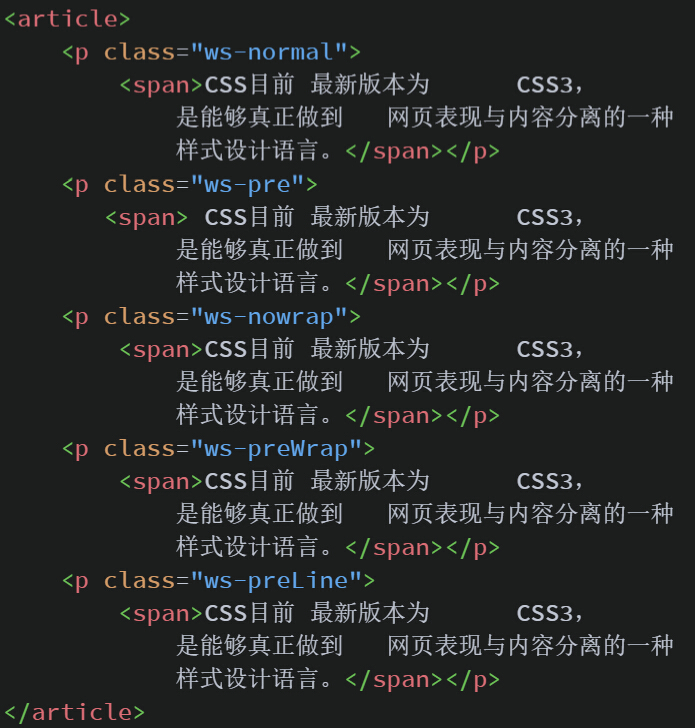 <article>
    <p class="ws-normal">
        <span>CSS目前 最新版本为      CSS3，
            是能够真正做到   网页表现与内容分离的一种
            样式设计语言。</span></p>
    <p class="ws-pre">
       <span> CSS目前 最新版本为      CSS3，
            是能够真正做到   网页表现与内容分离的一种
            样式设计语言。</span></p>
    <p class="ws-nowrap">
        <span>CSS目前 最新版本为      CSS3，
            是能够真正做到   网页表现与内容分离的一种
            样式设计语言。</span></p>
    <p class="ws-preWrap">
        <span>CSS目前 最新版本为      CSS3，
            是能够真正做到   网页表现与内容分离的一种
            样式设计语言。</span></p>
    <p class="ws-preLine">
        <span>CSS目前 最新版本为      CSS3，
            是能够真正做到   网页表现与内容分离的一种
            样式设计语言。</span></p>
</article>